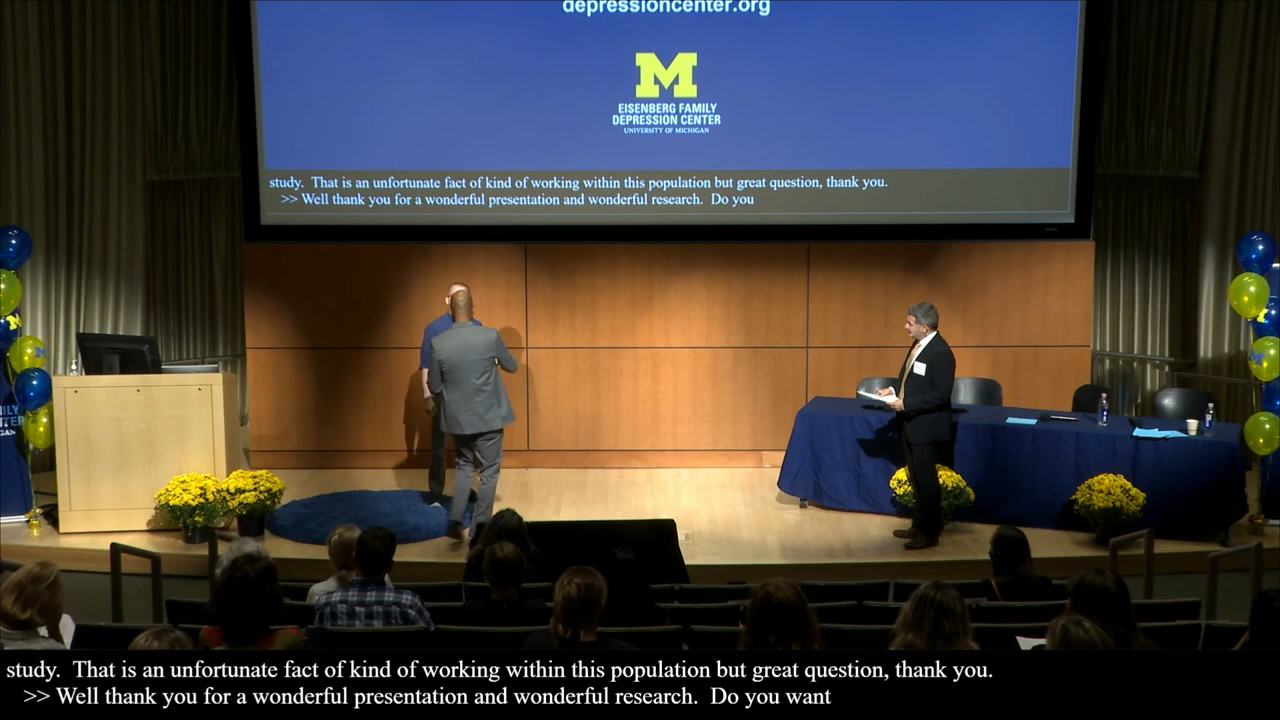 depressioncenter.org
M
EISENBERG FAMILY
DEPRESSION CENTER
UNIVERSITY OF MICHIGAN
study.  That is an unfortunate fact of kind of working within this population but great question, thank you.
>> Well thank you for a wonderful presentation and wonderful research.  Do you
study.  That is an unfortunate fact of kind of working within this population but great question, thank you.
>> Well thank you for a wonderful presentation and wonderful research.  Do you want